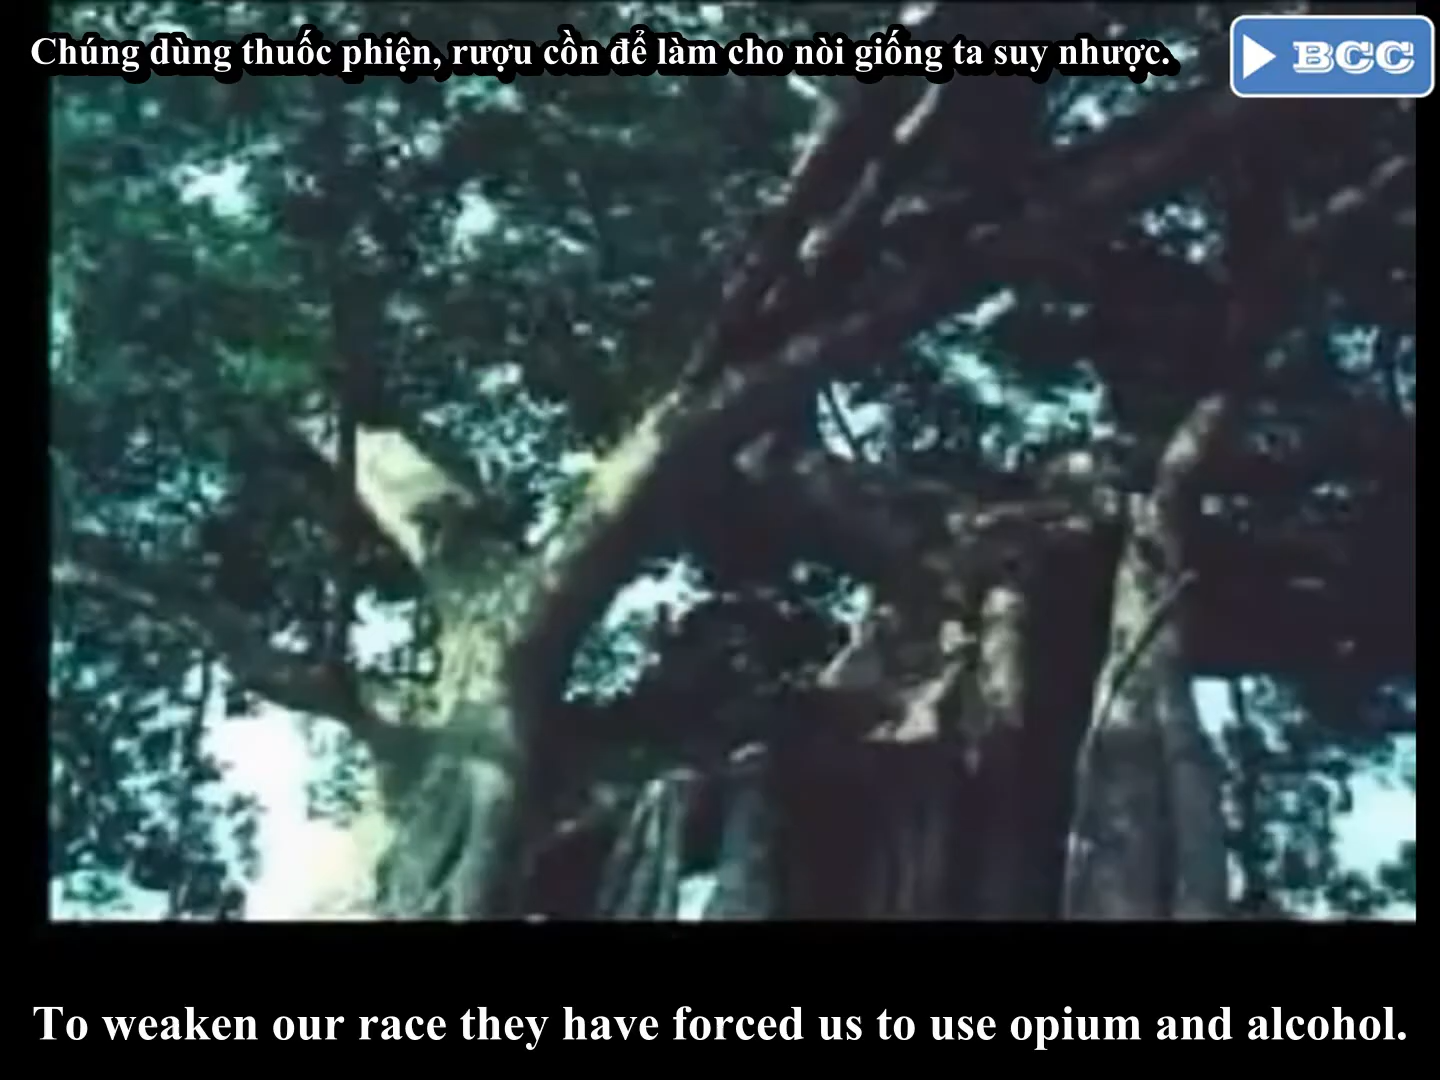 Chúng dùng thuốc phiện, rượu cồn để làm cho nòi giống ta suy nhược.
BCC
To weaken our race they have forced us to use opium and alcohol.